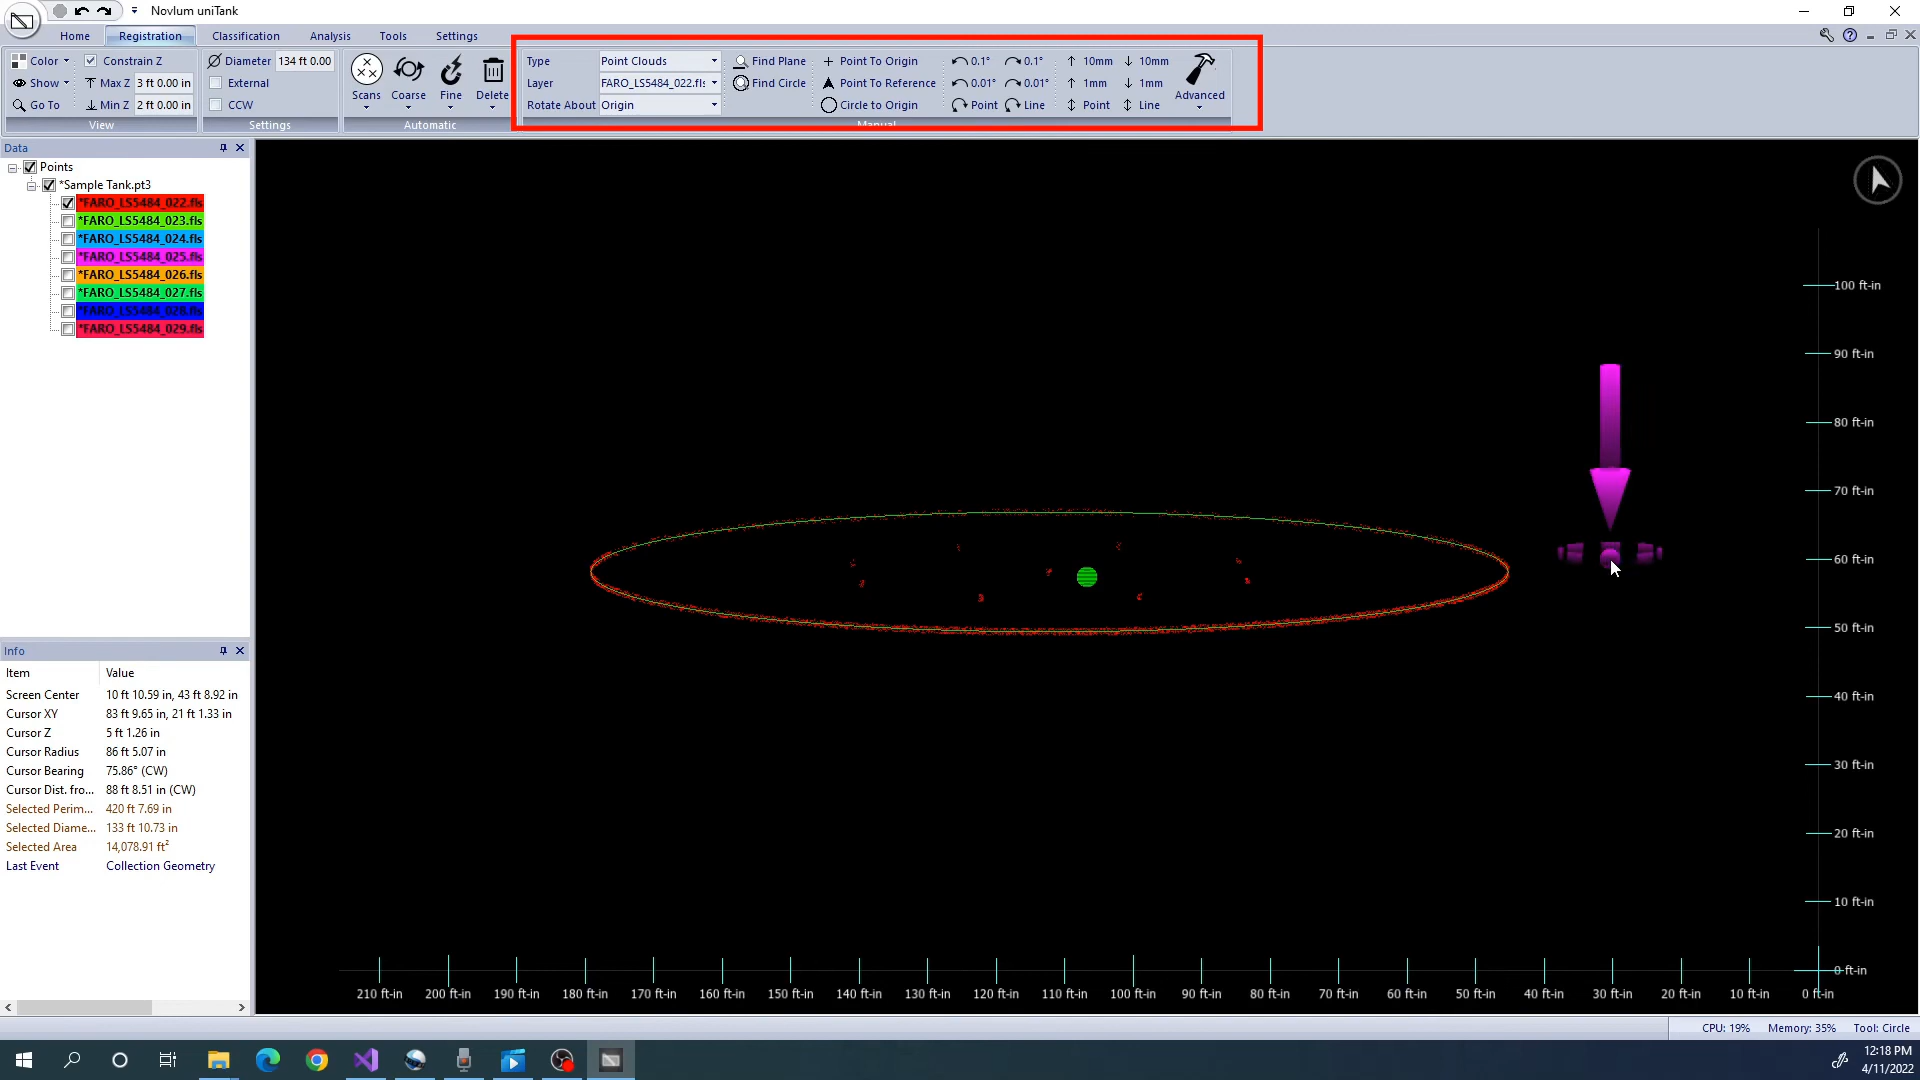 Novlum uniTank
Home Registration Classification Analysis Tools Settings
Color Constrain Z Diameter 134 ft 0.00 Type Point Clouds Find Plane Point To Origin 0.1° 0.1° 10mm 10mm
Show Max Z 3 ft 0.00 in External Layer FARO_LS5484_022.fl Find Circle Point To Reference 0.01° 0.01° 1mm 1mm
Go To Min Z 2 ft 0.00 in CCW Scans Coarse Fine Delete Rotate About Origin Circle to Origin Point Line Point Line Advanced
View Settings Automatic Manual
Data
Points
*Sample Tank.pt3
*FARO_LS5484_022.fls
*FARO_LS5484_023.fls
*FARO_LS5484_024.fls
*FARO_LS5484_025.fls
*FARO_LS5484_026.fls
*FARO_LS5484_027.fls
*FARO_LS5484_028.fls
*FARO_LS5484_029.fls
100 ft-in
90 ft-in
80 ft-in
70 ft-in
60 ft-in
50 ft-in
40 ft-in
30 ft-in
20 ft-in
10 ft-in
0 ft-in
210 ft-in 200 ft-in 190 ft-in 180 ft-in 170 ft-in 160 ft-in 150 ft-in 140 ft-in 130 ft-in 120 ft-in 110 ft-in 100 ft-in 90 ft-in 80 ft-in 70 ft-in 60 ft-in 50 ft-in 40 ft-in 30 ft-in 20 ft-in 10 ft-in 0 ft-in
Info
Item Value
Screen Center 10 ft 10.59 in, 43 ft 8.92 in
Cursor XY 83 ft 9.65 in, 21 ft 1.33 in
Cursor Z 5 ft 1.26 in
Cursor Radius 86 ft 5.07 in
Cursor Bearing 75.86° (CW)
Cursor Dist. fro... 88 ft 8.51 in (CW)
Selected Perim... 420 ft 7.69 in
Selected Diame... 133 ft 10.73 in
Selected Area 14,078.91 ft²
Last Event Collection Geometry
CPU: 19% Memory: 35% Tool: Circle
12:18 PM
4/11/2022